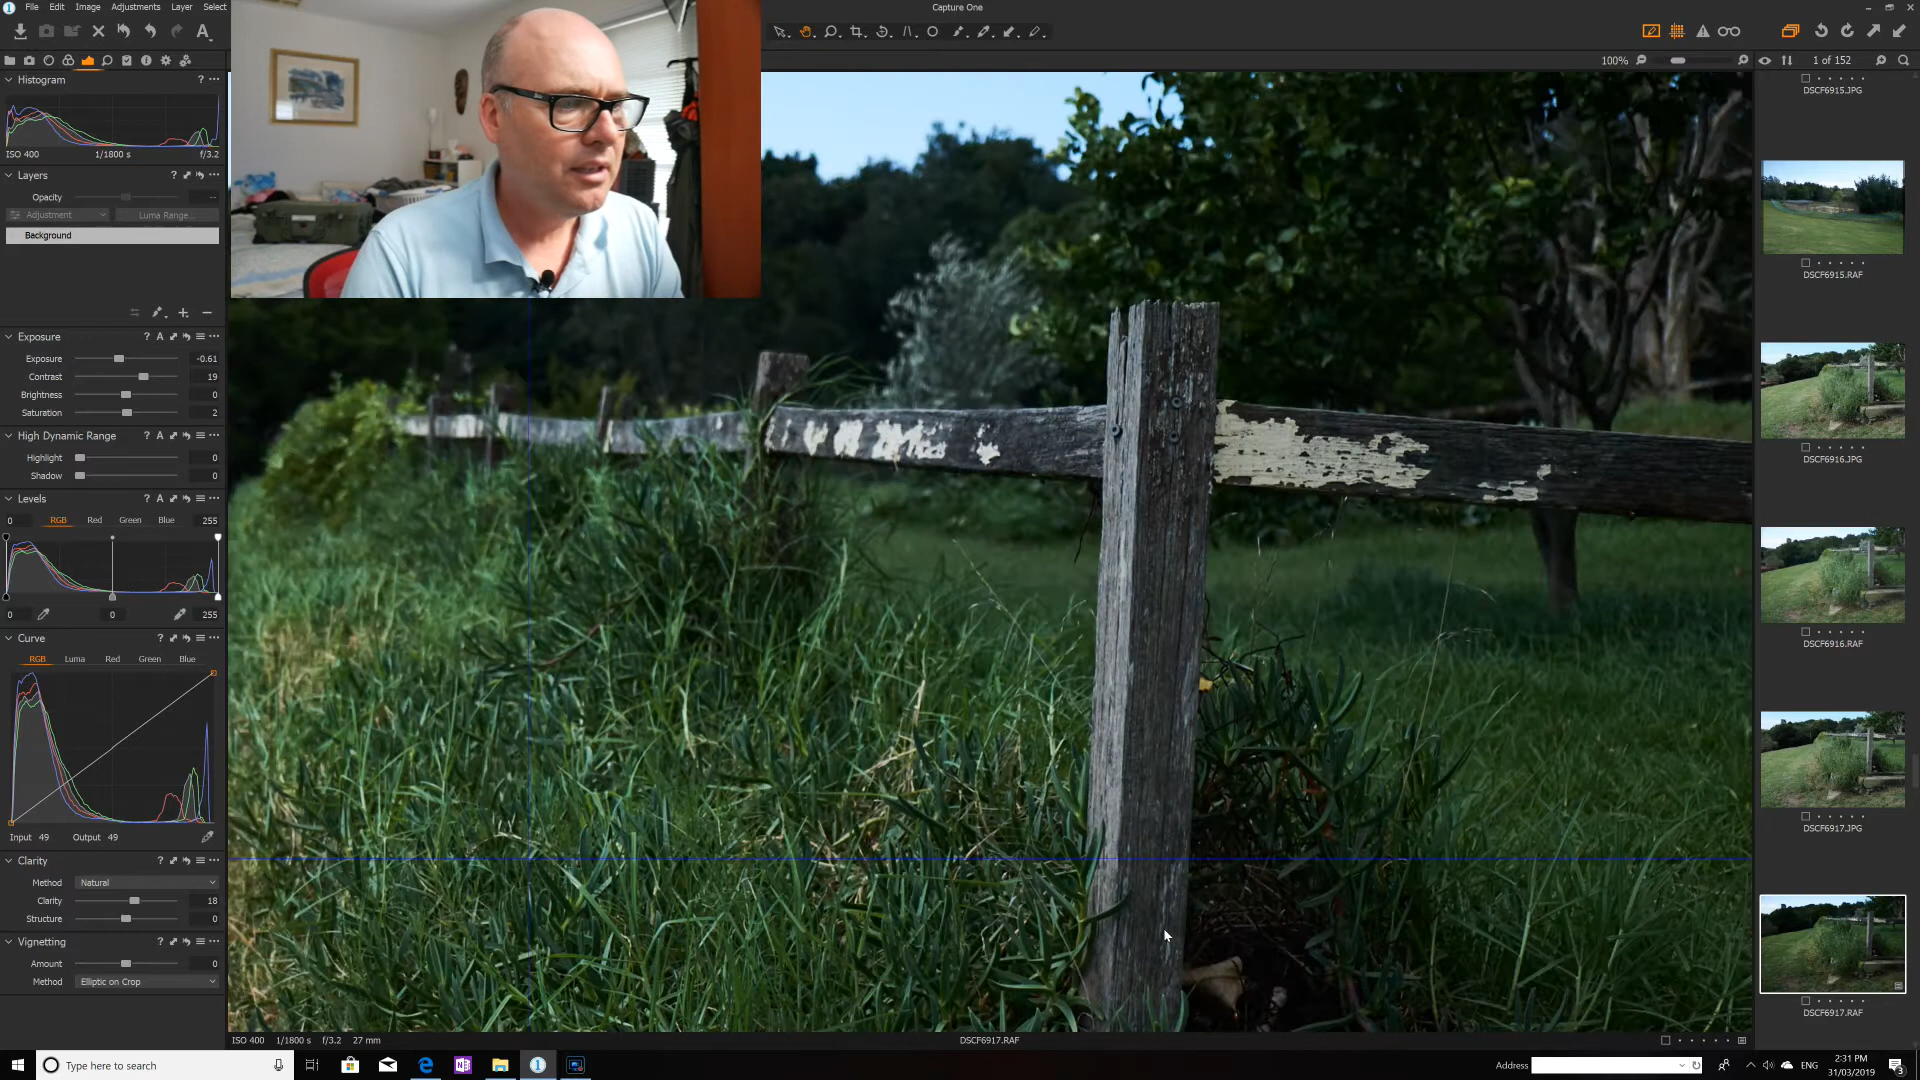 File Edit Image Adjustments Layer Select
Capture One
100%
1 of 152
Histogram
ISO 400 1/1800 s f/3.2
Layers
Opacity --
Adjustment Luma Range...
Background
Exposure
Exposure -0.61
Contrast 19
Brightness 0
Saturation 2
High Dynamic Range
Highlight 0
Shadow 0
Levels
0 RGB Red Green Blue 255
0 0 255
Curve
RGB Luma Red Green Blue
Input 49 Output 49
Clarity
Method Natural
Clarity 18
Structure 0
Vignetting
Amount 0
Method Elliptic on Crop
DSCF6915.JPG
DSCF6915.RAF
DSCF6916.JPG
DSCF6916.RAF
DSCF6917.JPG
DSCF6917.RAF
ISO 400 1/1800 s f/3.2 27 mm
DSCF6917.RAF
Type here to search
Address
ENG
2:31 PM
31/03/2019
3